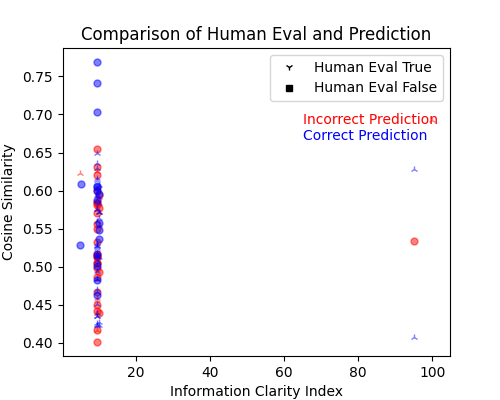 Comparison of Human Eval and Prediction
Human Eval True
Human Eval False
Incorrect Prediction
Correct Prediction
Cosine Similarity
0.75
0.70
0.65
0.60
0.55
0.50
0.45
0.40
20
40
60
80
100
Information Clarity Index